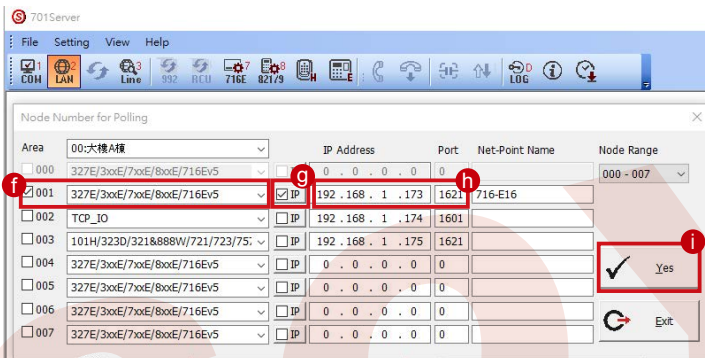 S 701Server
File Setting View Help
1 COM 2 LAN 3 Line 992 RCU 7 716E 8 821/9 H E D LOG
Node Number for Polling
Area 00:大樓A棟 IP Address Port Net-Point Name Node Range
000 327E/3xxE/7xxE/8xxE/716Ev5 0 . 0 . 0 . 0 0 000 - 007
f g h
001 327E/3xxE/7xxE/8xxE/716Ev5 IP 192 . 168 . 1 . 173 1621 716-E16
002 TCP_IO IP 192 . 168 . 1 . 174 1601
003 101H/323D/321&888W/721/723/757 IP 192 . 168 . 1 . 175 1621
i
004 327E/3xxE/7xxE/8xxE/716Ev5 IP 0 . 0 . 0 . 0 0 Yes
005 327E/3xxE/7xxE/8xxE/716Ev5 IP 0 . 0 . 0 . 0 0
006 327E/3xxE/7xxE/8xxE/716Ev5 IP 0 . 0 . 0 . 0 0 Exit
007 327E/3xxE/7xxE/8xxE/716Ev5 IP 0 . 0 . 0 . 0 0